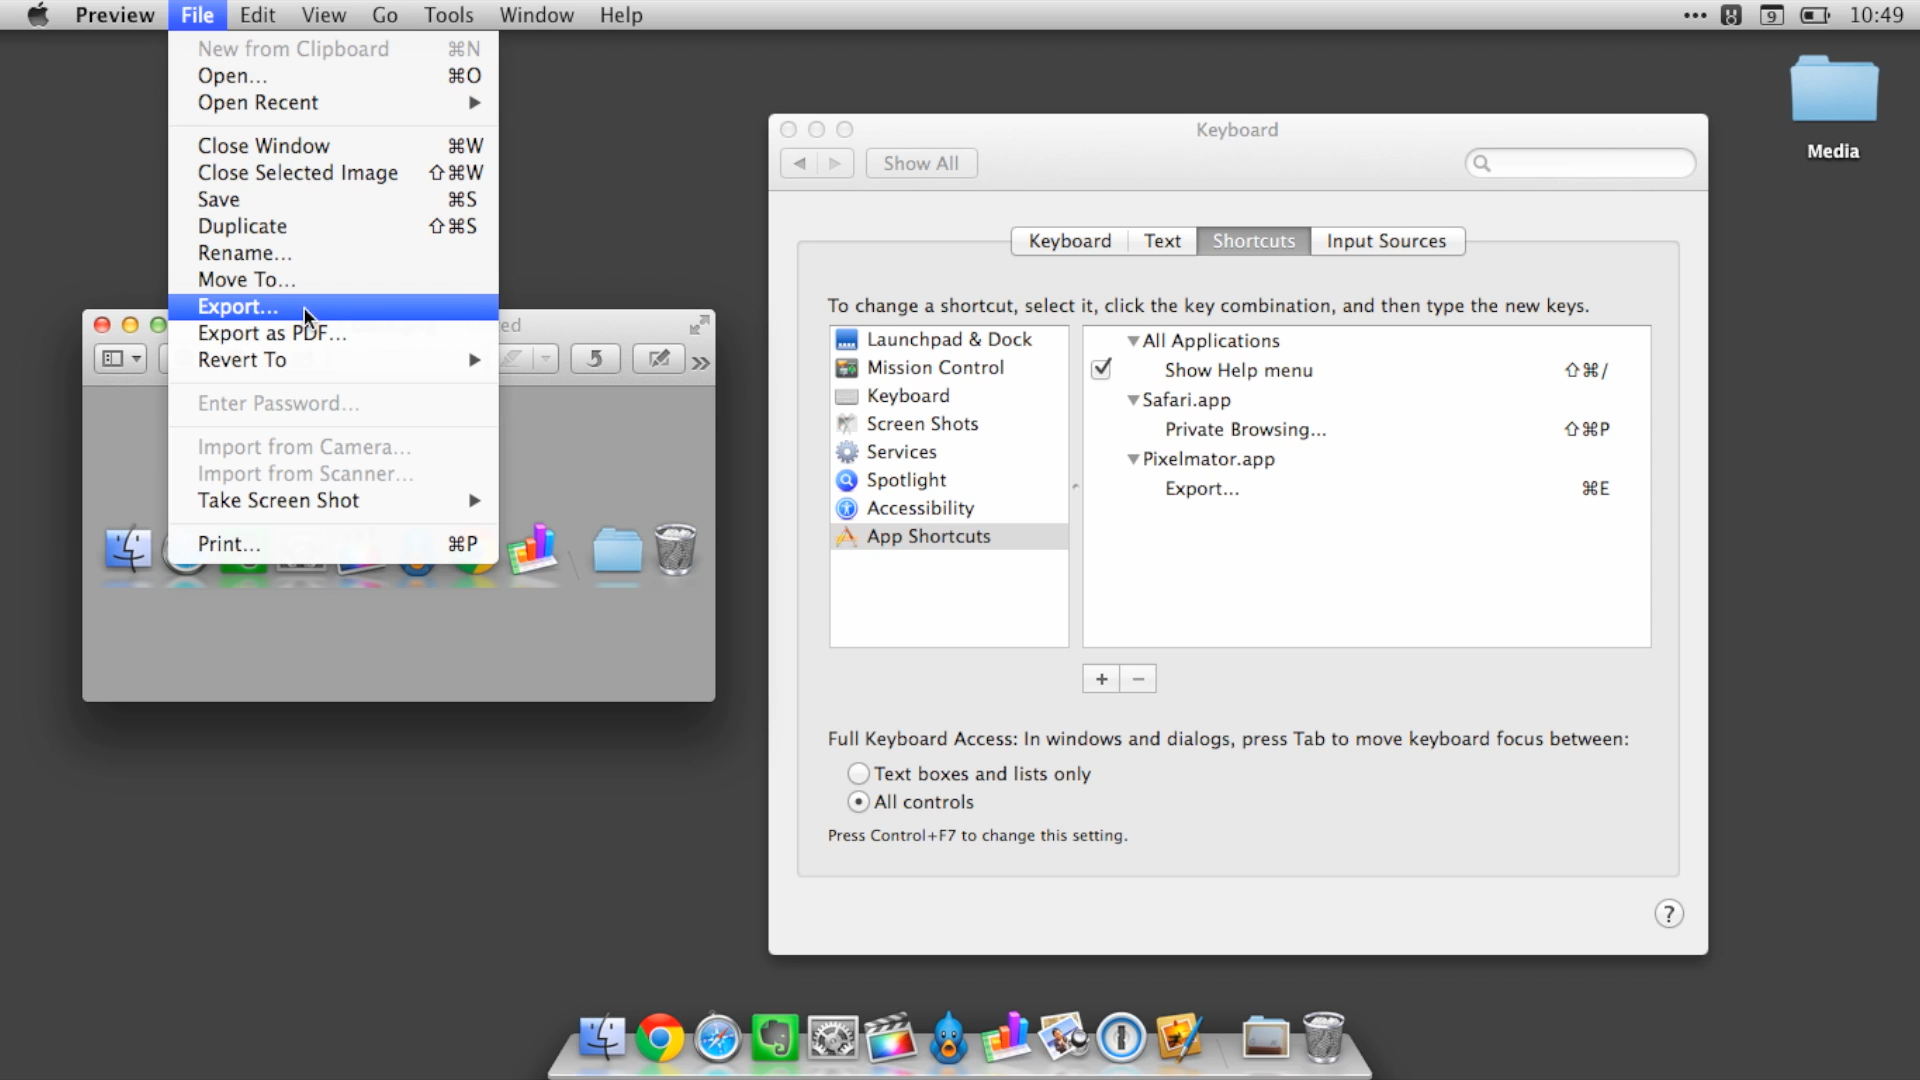 Preview File Edit View Go Tools Window Help 9 10:49
New from Clipboard ⌘N
Open... ⌘O
Open Recent ▶
Close Window ⌘W
Close Selected Image ⇧⌘W
Save ⌘S
Duplicate ⇧⌘S
Rename...
Move To...
Export...
Export as PDF...
Revert To ▶
Enter Password...
Import from Camera...
Import from Scanner...
Take Screen Shot ▶
Print... ⌘P
Media
Keyboard
Show All
Keyboard Text Shortcuts Input Sources
To change a shortcut, select it, click the key combination, and then type the new keys.
Launchpad & Dock
Mission Control
Keyboard
Screen Shots
Services
Spotlight
Accessibility
App Shortcuts
▼All Applications
Show Help menu ⇧⌘/
▼Safari.app
Private Browsing... ⇧⌘P
▼Pixelmator.app
Export... ⌘E
+ −
Full Keyboard Access: In windows and dialogs, press Tab to move keyboard focus between:
Text boxes and lists only
All controls
Press Control+F7 to change this setting.
?